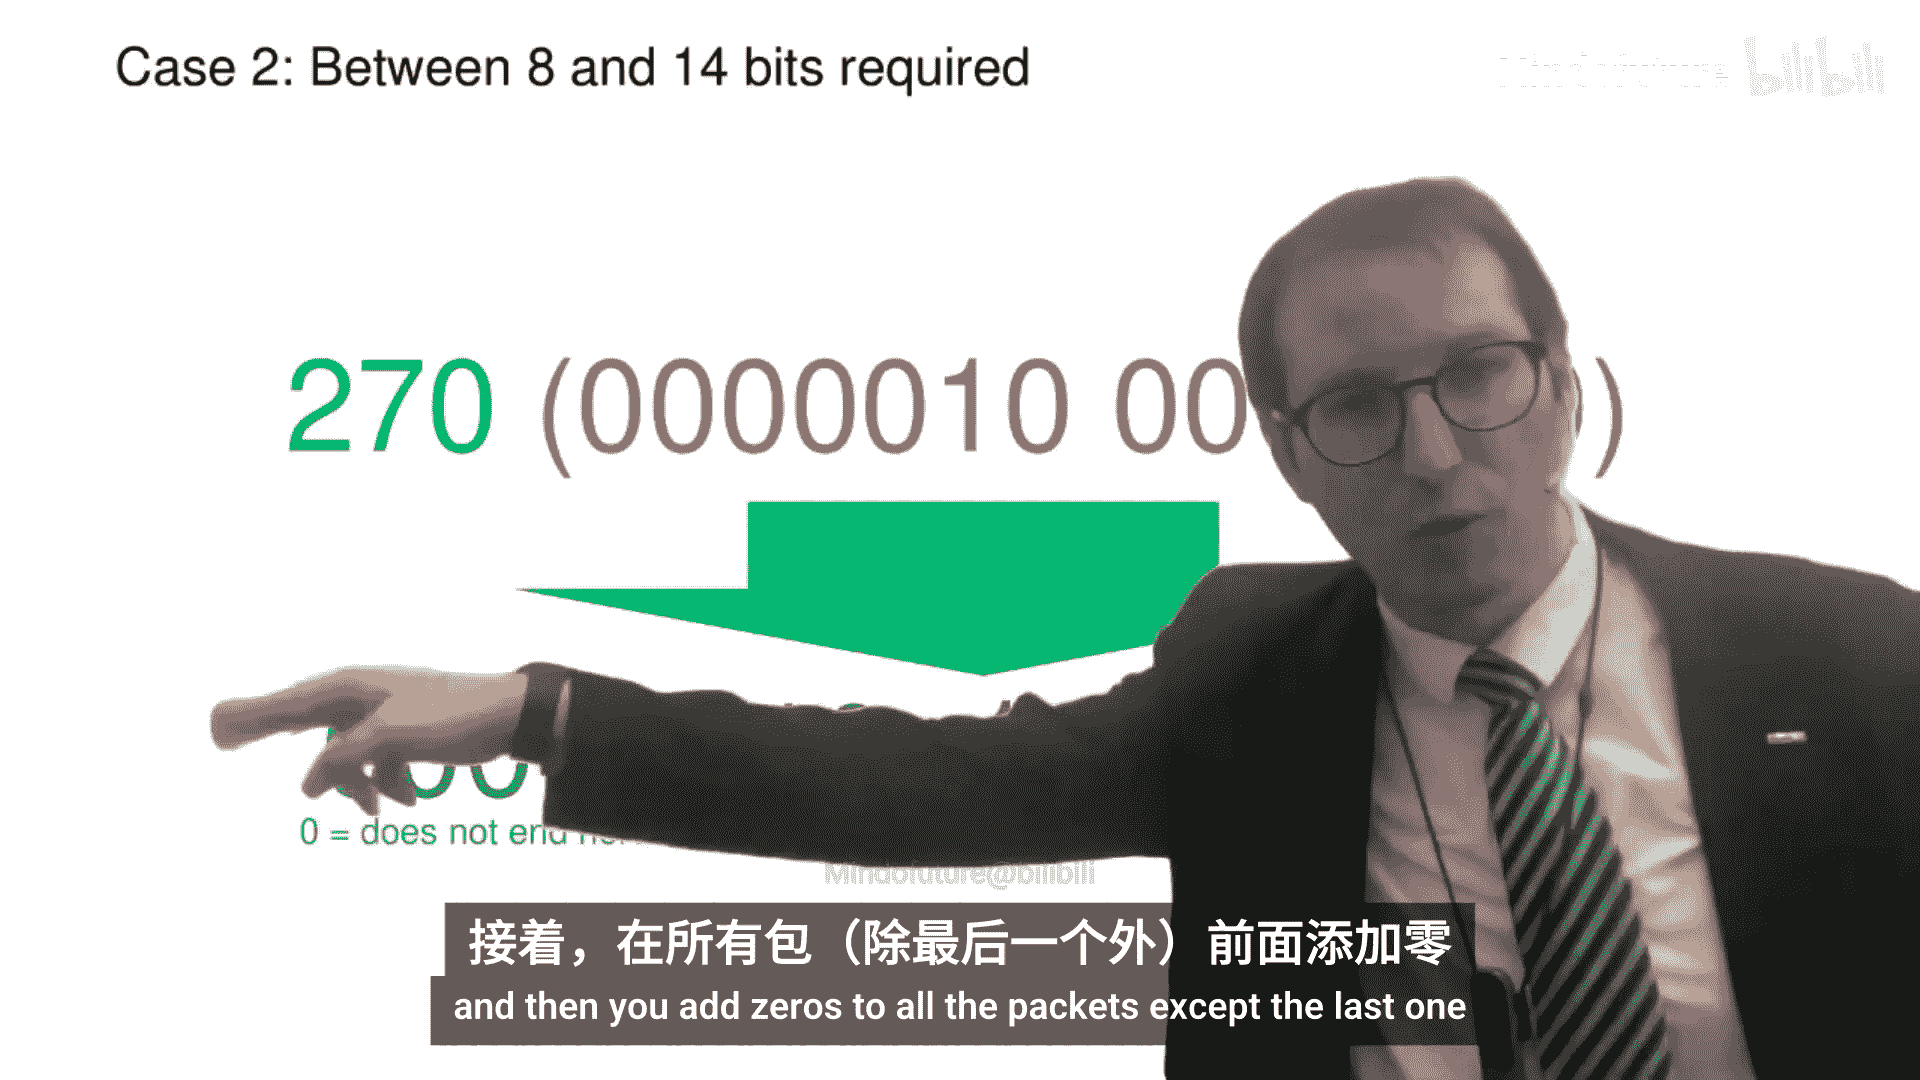 Case 2: Between 8 and 14 bits required
bilibili
270 (0000010 00 )
0 = does not end
Mindofuture@bilibili
接着，在所有包（除最后一个外）前面添加零
and then you add zeros to all the packets except the last one